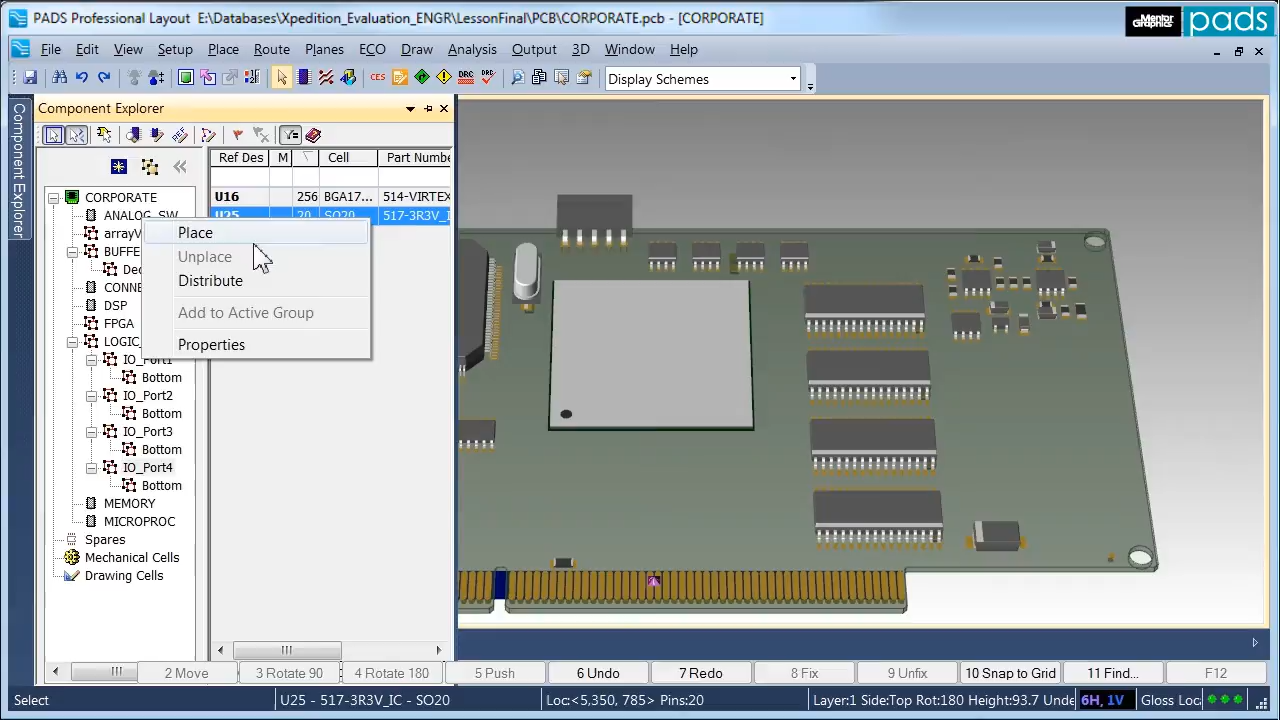 PADS Professional Layout E:\Databases\Xpedition_Evaluation_ENGR\LessonFinal\PCB\CORPORATE.pcb - [CORPORATE]
Mentor Graphics
pads
File Edit View Setup Place Route Planes ECO Draw Analysis Output 3D Window Help
CES DRC DRV Display Schemes
Component Explorer
Component Explorer
Ref Des M Cell Part Numbe
CORPORATE
U16 256 BGA17... 514-VIRTEX
ANALOG_SW
U25 20 SO20 517-3R3V_IC
arrayV
BUFFE
Dec
CONNE
DSP
FPGA
LOGIC_
IO_Port1
Bottom
IO_Port2
Bottom
IO_Port3
Bottom
IO_Port4
Bottom
MEMORY
MICROPROC
Spares
Mechanical Cells
Drawing Cells
Place
Unplace
Distribute
Add to Active Group
Properties
2 Move 3 Rotate 90 4 Rotate 180 5 Push 6 Undo 7 Redo 8 Fix 9 Unfix 10 Snap to Grid 11 Find... F12
Select U25 - 517-3R3V_IC - SO20 Loc:<5,350, 785> Pins:20 Layer:1 Side:Top Rot:180 Height:93.7 Unde 6H, 1V Gloss Loca